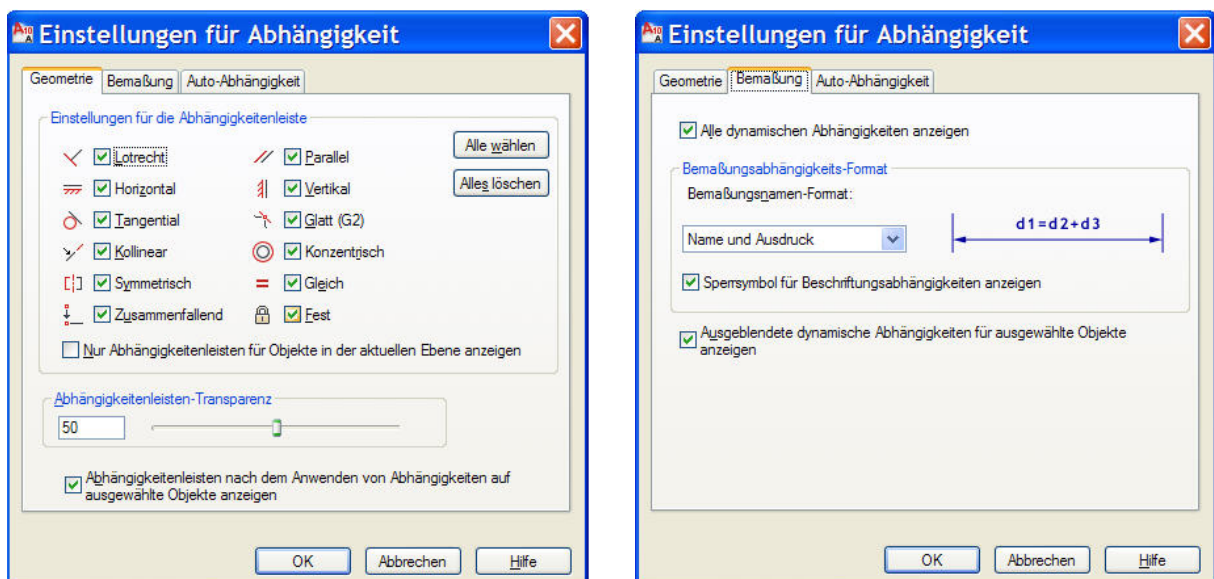 Einstellungen für Abhängigkeit
Geometrie Bemaßung Auto-Abhängigkeit
Einstellungen für die Abhängigkeitenleiste
Lotrecht Parallel Alle wählen
Horizontal Vertikal Alles löschen
Tangential Glatt (G2)
Kollinear Konzentrisch
Symmetrisch Gleich
Zusammenfallend Fest
Nur Abhängigkeitenleisten für Objekte in der aktuellen Ebene anzeigen
Abhängigkeitenleisten-Transparenz
50
Abhängigkeitenleisten nach dem Anwenden von Abhängigkeiten auf
ausgewählte Objekte anzeigen
OK Abbrechen Hilfe
Einstellungen für Abhängigkeit
Geometrie Bemaßung Auto-Abhängigkeit
Alle dynamischen Abhängigkeiten anzeigen
Bemaßungsabhängigkeits-Format
Bemaßungsnamen-Format:
Name und Ausdruck d1=d2+d3
Sperrsymbol für Beschriftungsabhängigkeiten anzeigen
Ausgeblendete dynamische Abhängigkeiten für ausgewählte Objekte
anzeigen
OK Abbrechen Hilfe